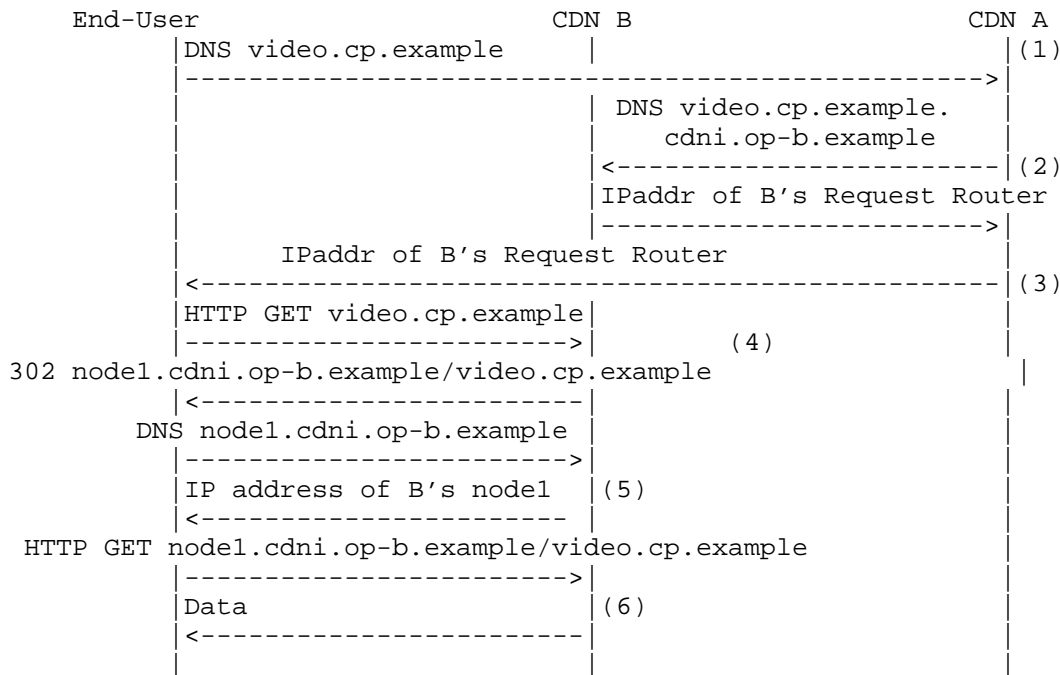 End-User CDN B CDN A
DNS video.cp.example (1)
DNS video.cp.example.
cdni.op-b.example
(2)
IPaddr of B's Request Router
IPaddr of B's Request Router
(3)
HTTP GET video.cp.example
(4)
302 node1.cdni.op-b.example/video.cp.example
DNS node1.cdni.op-b.example
IP address of B's node1 (5)
HTTP GET node1.cdni.op-b.example/video.cp.example
Data (6)